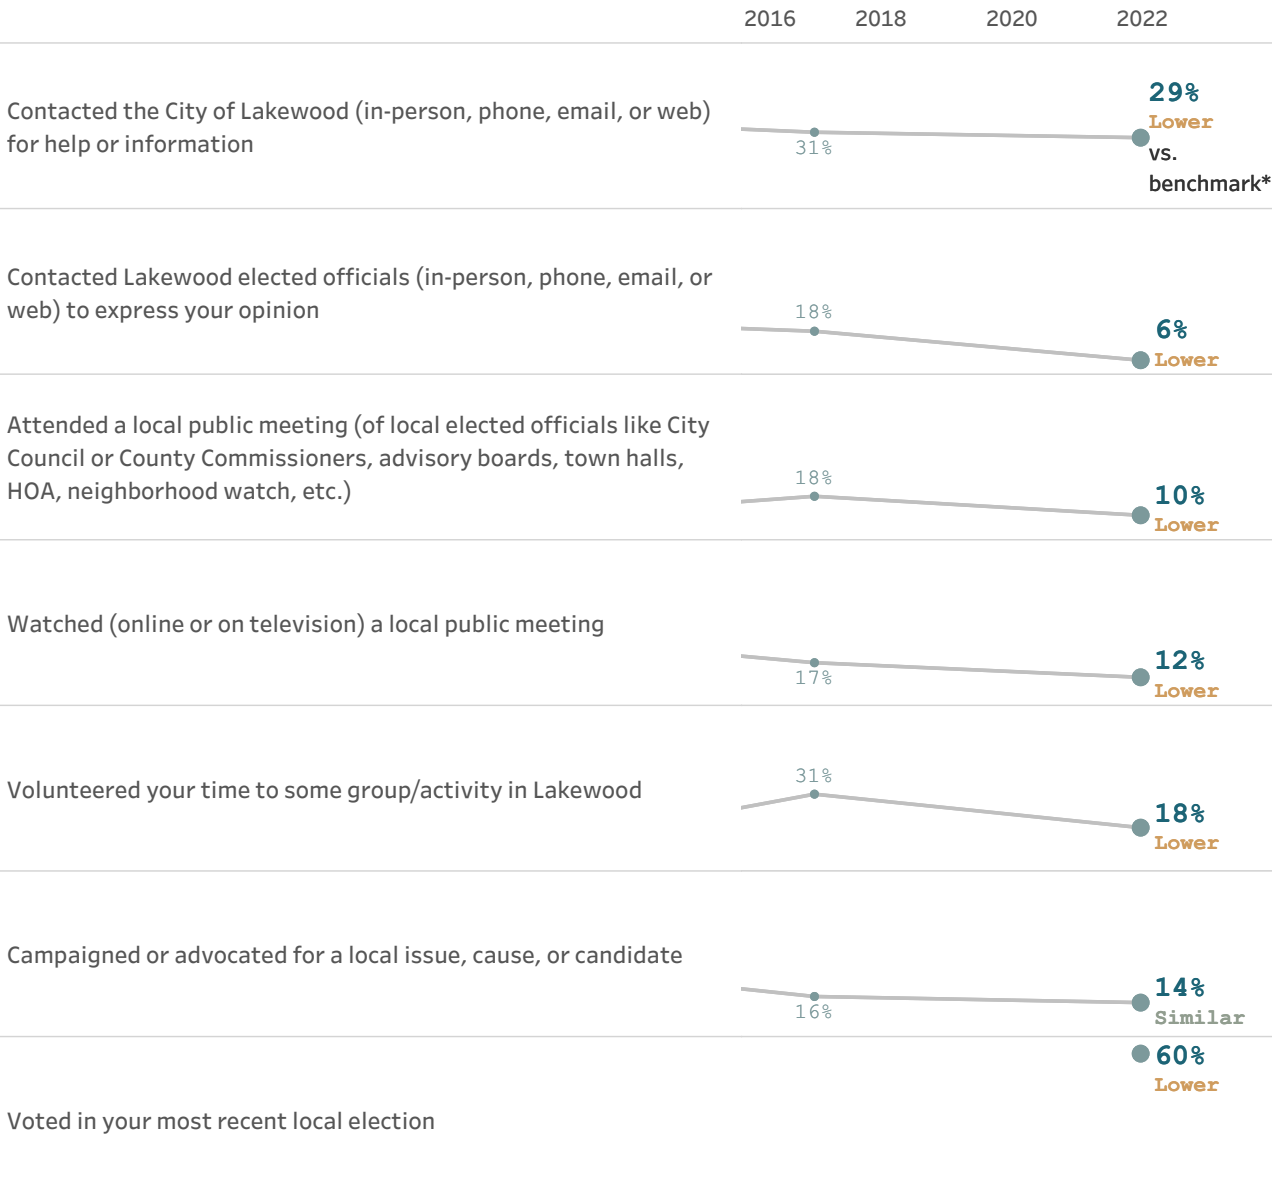 2016 2018 2020 2022
Contacted the City of Lakewood (in-person, phone, email, or web)
for help or information
31%
29%
Lower
vs.
benchmark*
Contacted Lakewood elected officials (in-person, phone, email, or
web) to express your opinion
18%
6%
Lower
Attended a local public meeting (of local elected officials like City
Council or County Commissioners, advisory boards, town halls,
HOA, neighborhood watch, etc.)
18%
10%
Lower
Watched (online or on television) a local public meeting
17%
12%
Lower
Volunteered your time to some group/activity in Lakewood
31%
18%
Lower
Campaigned or advocated for a local issue, cause, or candidate
16%
14%
Similar
Voted in your most recent local election
60%
Lower